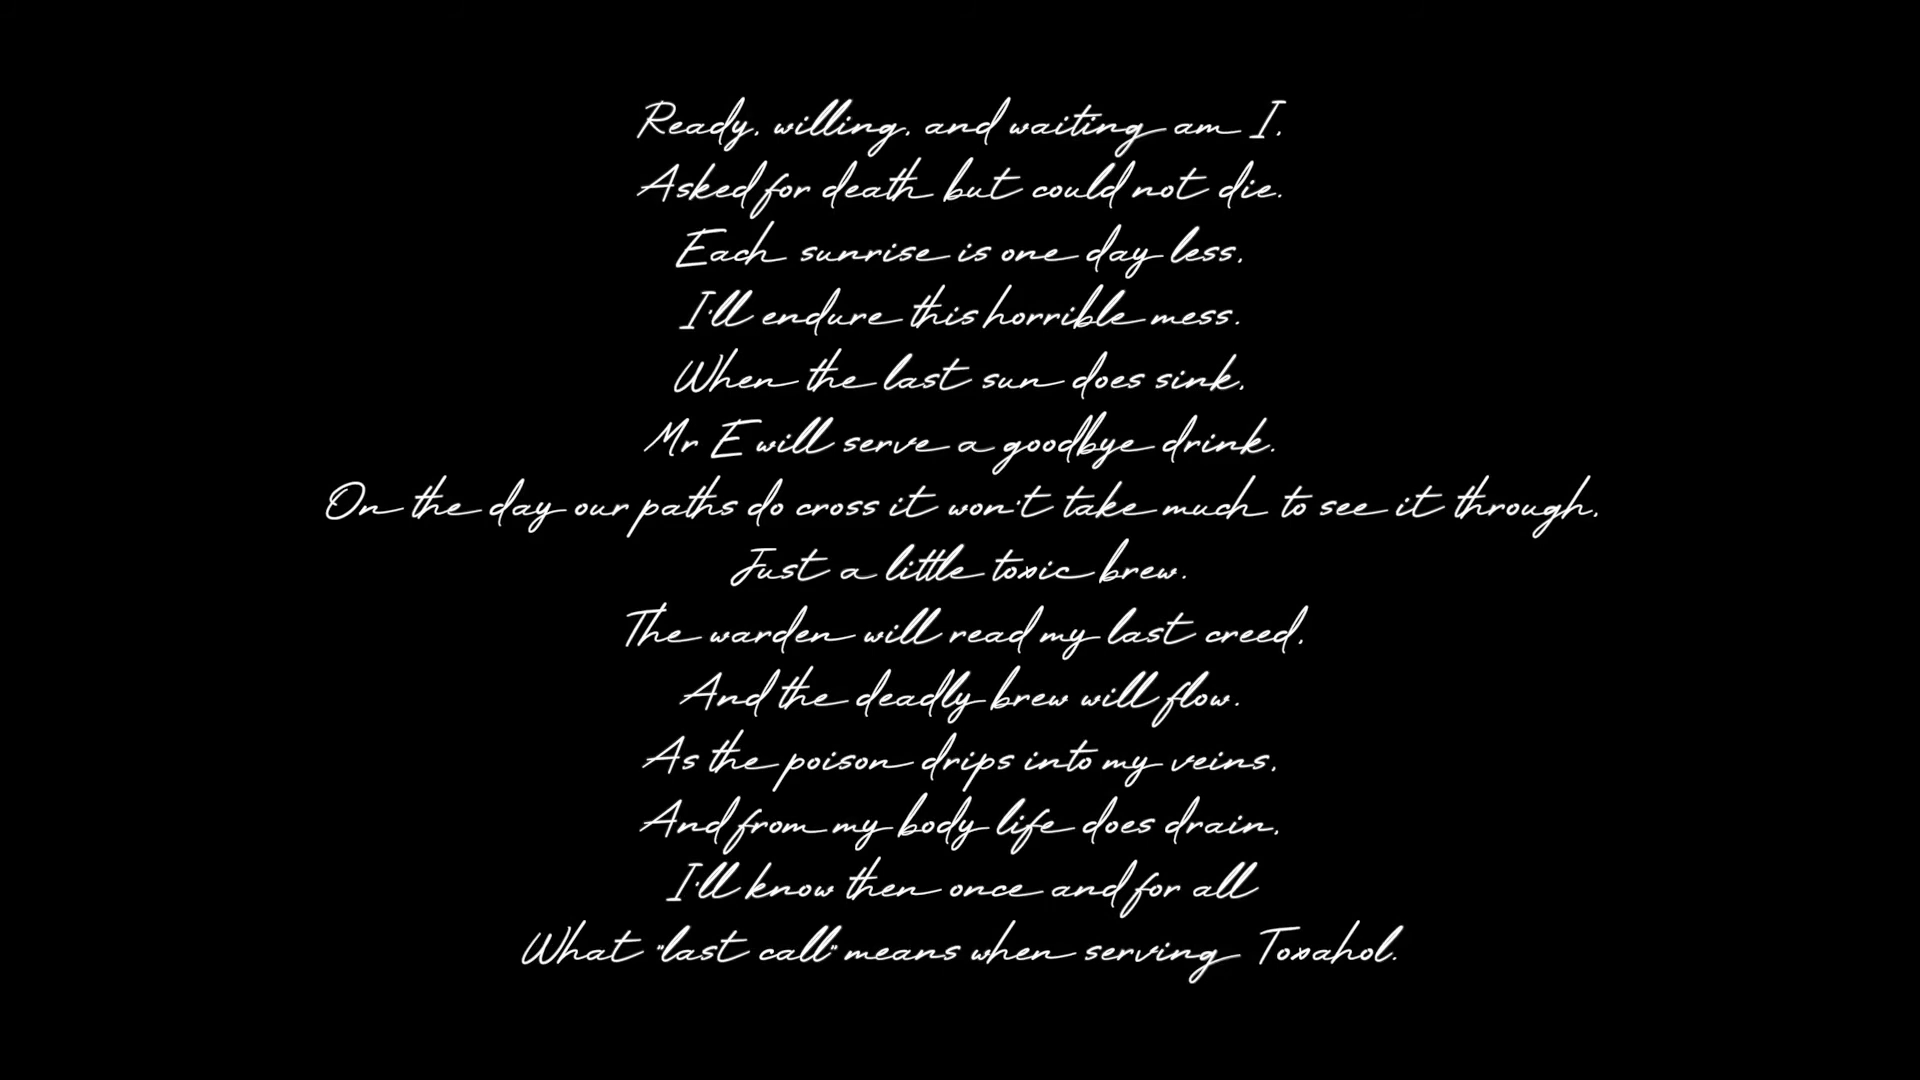 Ready, willing, and waiting am I,
Asked for death but could not die.
Each sunrise is one day less,
I'll endure this horrible mess.
When the last sun does sink,
Mr E will serve a goodbye drink.
On the day our paths do cross it won't take much to see it through,
Just a little toxic brew.
The warden will read my last creed,
And the deadly brew will flow.
As the poison drips into my veins,
And from my body life does drain,
I'll know then once and for all
What "last call" means when serving Toxahol.